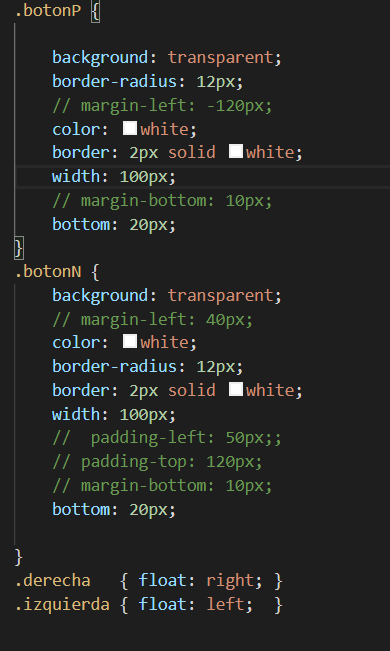 .botonP {
background: transparent;
border-radius: 12px;
// margin-left: -120px;
color: white;
border: 2px solid white;
width: 100px;
// margin-bottom: 10px;
bottom: 20px;
}
.botonN {
background: transparent;
// margin-left: 40px;
color: white;
border-radius: 12px;
border: 2px solid white;
width: 100px;
//  padding-left: 50px;;
// padding-top: 120px;
// margin-bottom: 10px;
bottom: 20px;
}
.derecha   { float: right; }
.izquierda { float: left;  }